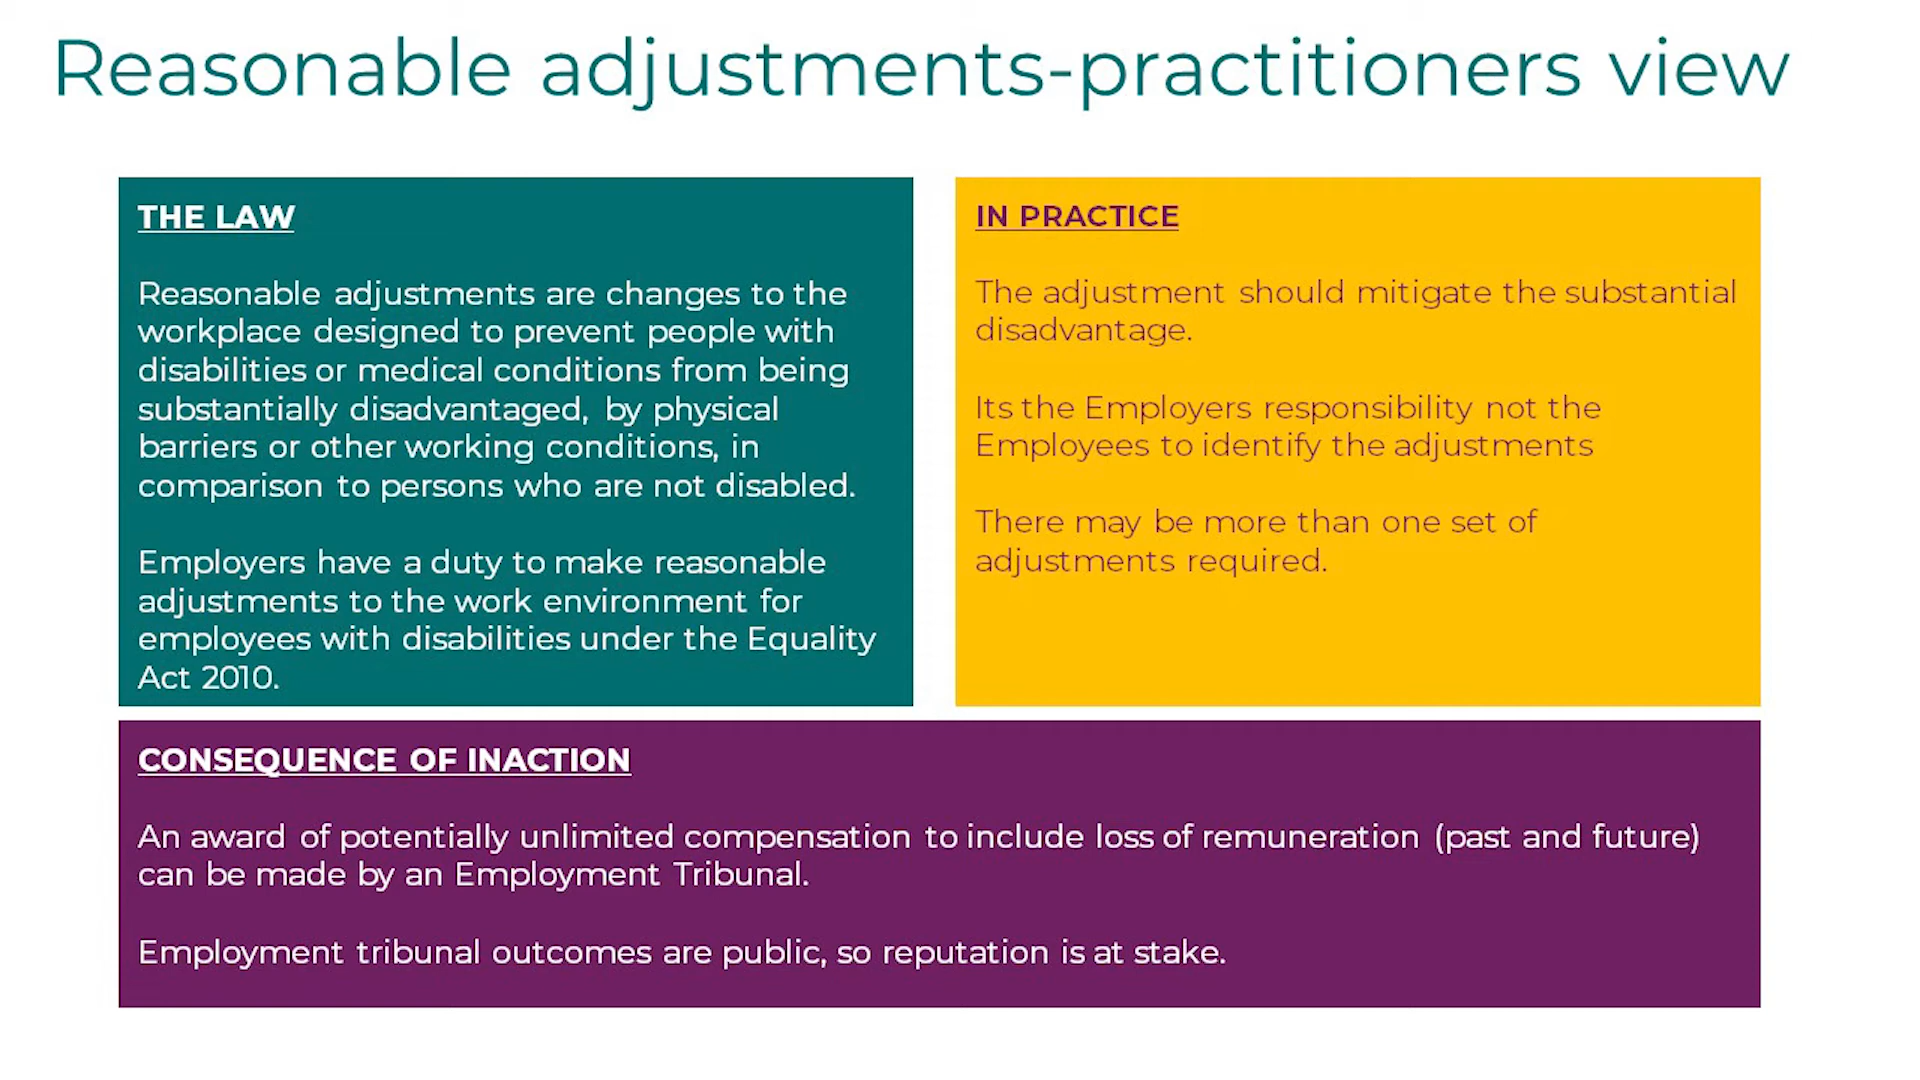 Reasonable adjustments-practitioners view
THE LAW
Reasonable adjustments are changes to the
workplace designed to prevent people with
disabilities or medical conditions from being
substantially disadvantaged, by physical
barriers or other working conditions, in
comparison to persons who are not disabled.
Employers have a duty to make reasonable
adjustments to the work environment for
employees with disabilities under the Equality
Act 2010.
IN PRACTICE
The adjustment should mitigate the substantial
disadvantage.
Its the Employers responsibility not the
Employees to identify the adjustments
There may be more than one set of
adjustments required.
CONSEQUENCE OF INACTION
An award of potentially unlimited compensation to include loss of remuneration (past and future)
can be made by an Employment Tribunal.
Employment tribunal outcomes are public, so reputation is at stake.